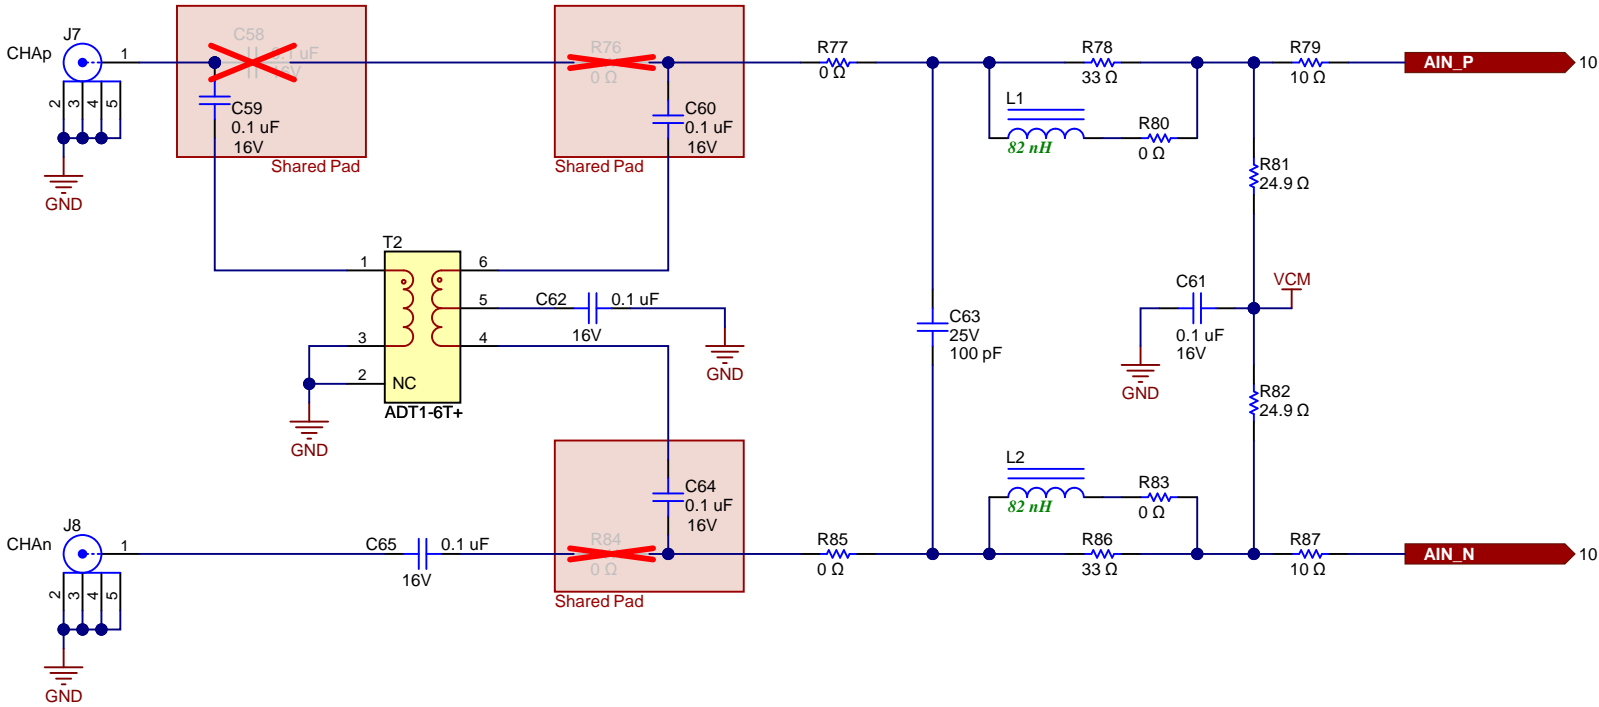 J7
CHAp
1
2
3
4
5
GND
C58
0.1 uF
16V
C59
0.1 uF
16V
Shared Pad
R76
0 Ω
C60
0.1 uF
16V
Shared Pad
R77
0 Ω
R78
33 Ω
R79
10 Ω
AIN_P
10
L1
82 nH
R80
0 Ω
R81
24.9 Ω
T2
1
6
5
3
4
2
NC
ADT1-6T+
GND
C62
0.1 uF
16V
GND
C63
25V
100 pF
C61
0.1 uF
16V
VCM
GND
R82
24.9 Ω
C64
0.1 uF
16V
R84
0 Ω
Shared Pad
L2
82 nH
R83
0 Ω
J8
CHAn
1
2
3
4
5
GND
C65
0.1 uF
16V
R85
0 Ω
R86
33 Ω
R87
10 Ω
AIN_N
10